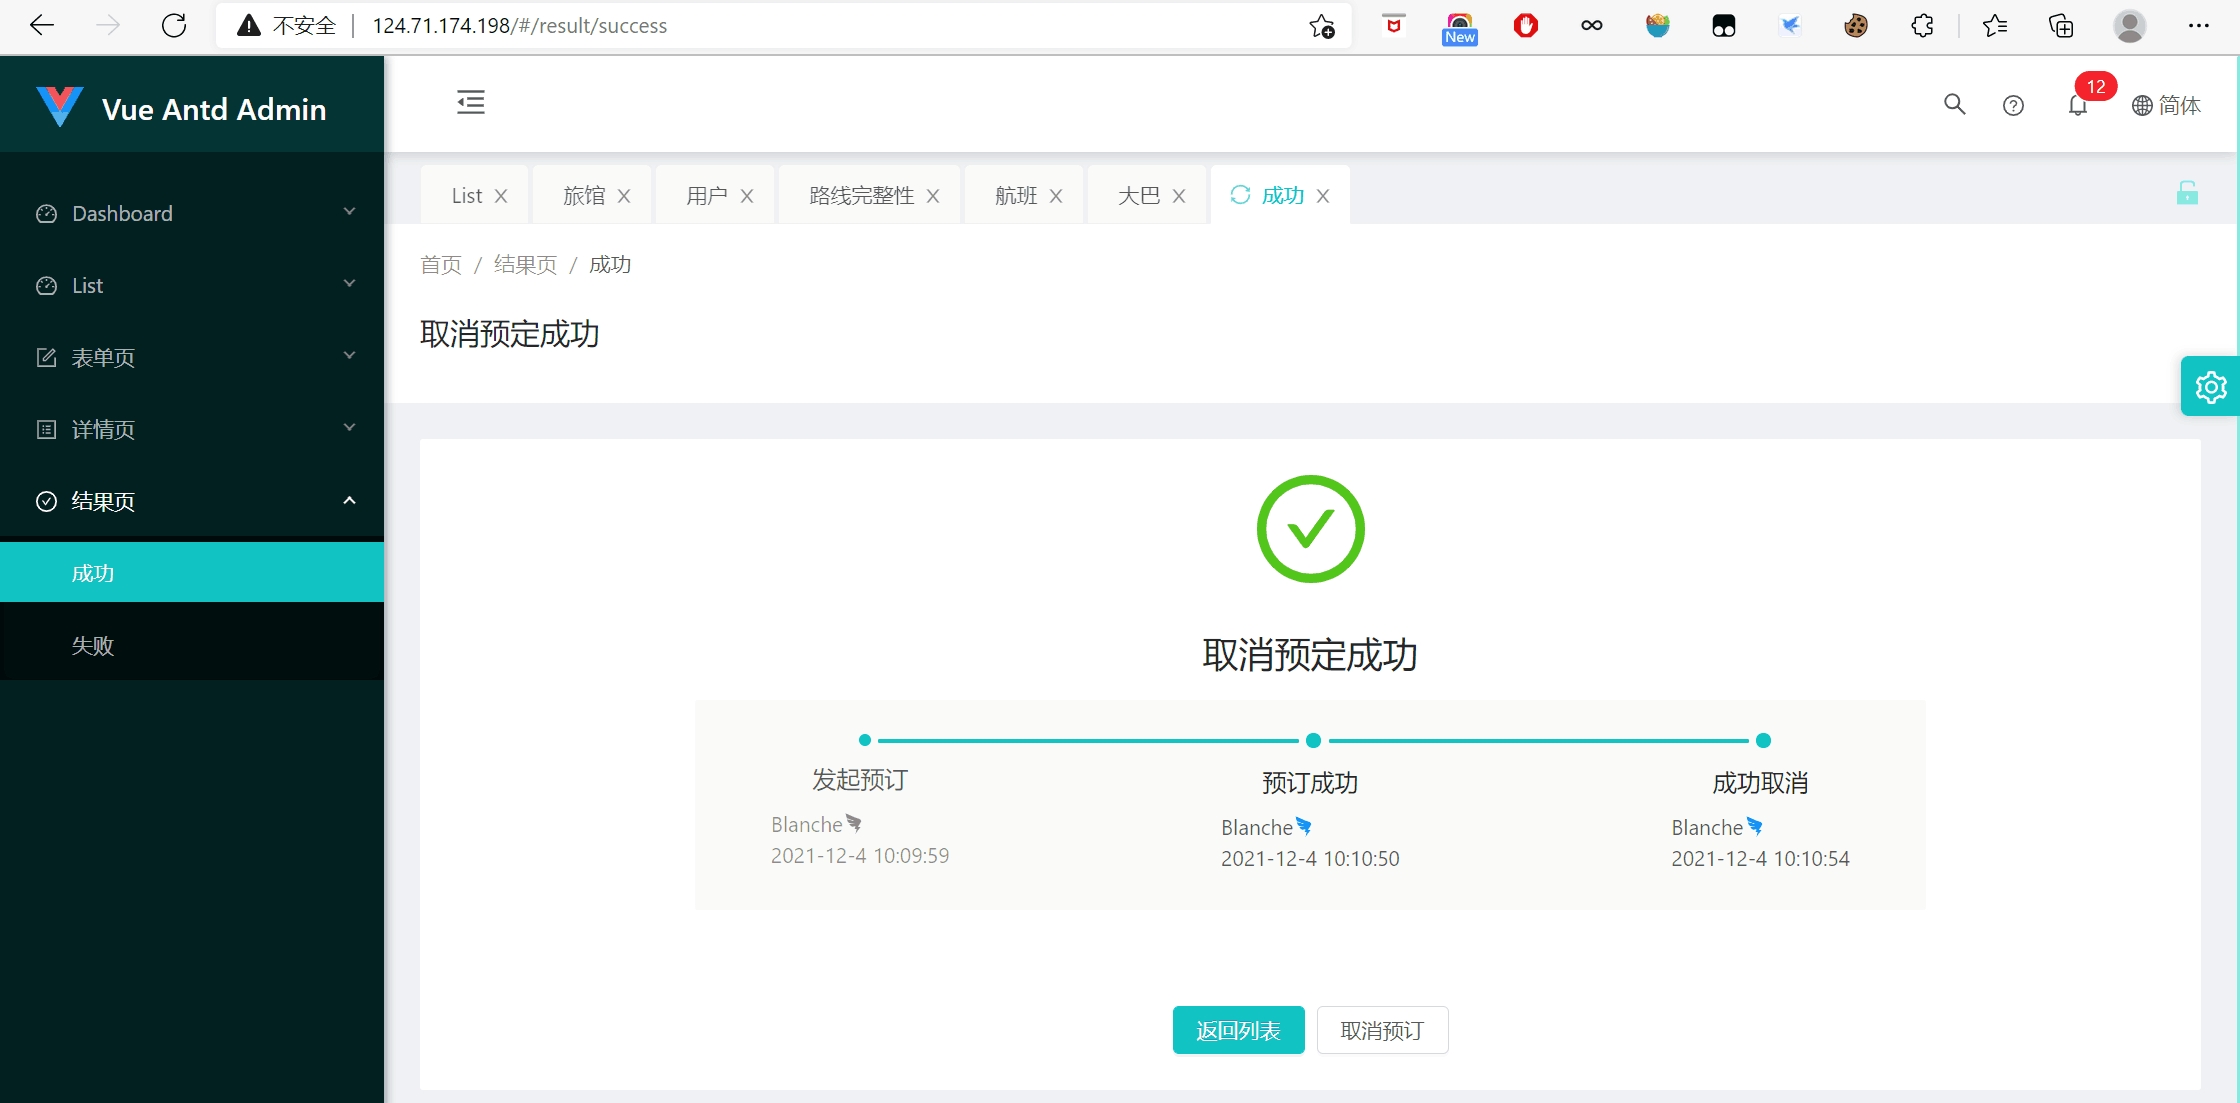 不安全 124.71.174.198/#/result/success
New
Vue Antd Admin
12
简体
List 旅馆 用户 路线完整性 航班 大巴 成功
Dashboard
List
表单页
详情页
结果页
成功
失败
首页 / 结果页 / 成功
取消预定成功
取消预定成功
发起预订 预订成功 成功取消
Blanche Blanche Blanche
2021-12-4 10:09:59 2021-12-4 10:10:50 2021-12-4 10:10:54
返回列表 取消预订